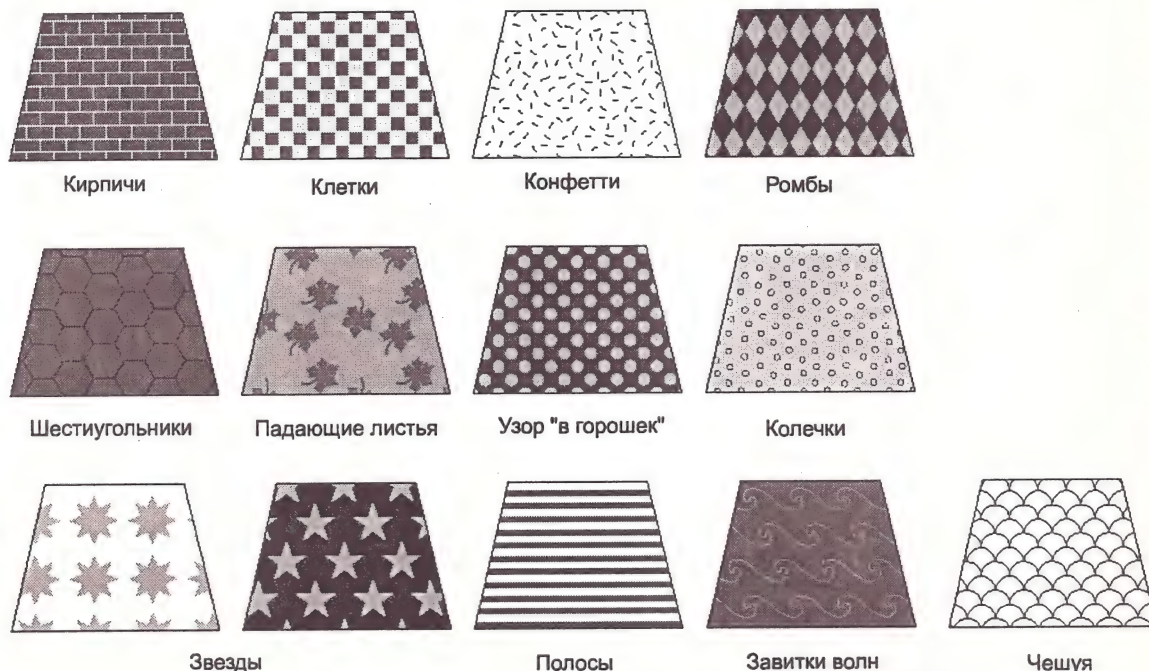 Кирпичи
Клетки
Конфетти
Ромбы
Шестиугольники
Падающие листья
Узор "в горошек"
Колечки
Звезды
Полосы
Завитки волн
Чешуя